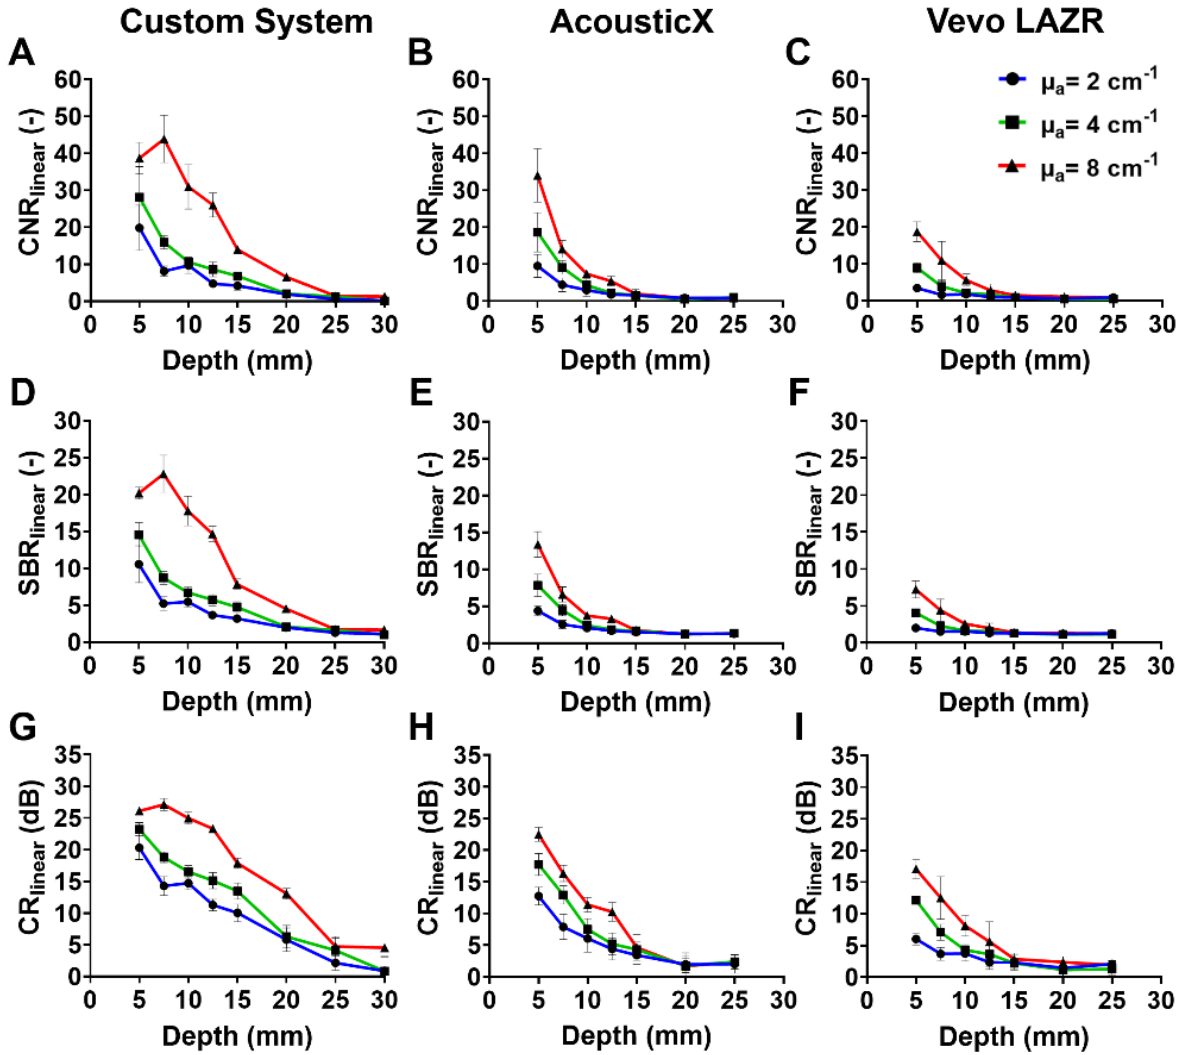 Custom System AcousticX Vevo LAZR
A B C
CNRlinear (-)
60
50
40
30
20
10
0
0 5 10 15 20 25 30
Depth (mm)
CNRlinear (-)
60
50
40
30
20
10
0
0 5 10 15 20 25 30
Depth (mm)
CNRlinear (-)
60
50
40
30
20
10
0
0 5 10 15 20 25 30
Depth (mm)
μa= 2 cm-1
μa= 4 cm-1
μa= 8 cm-1
D E F
SBRlinear (-)
30
25
20
15
10
5
0
0 5 10 15 20 25 30
Depth (mm)
SBRlinear (-)
30
25
20
15
10
5
0
0 5 10 15 20 25 30
Depth (mm)
SBRlinear (-)
30
25
20
15
10
5
0
0 5 10 15 20 25 30
Depth (mm)
G H I
CRlinear (dB)
35
30
25
20
15
10
5
0
0 5 10 15 20 25 30
Depth (mm)
CRlinear (dB)
35
30
25
20
15
10
5
0
0 5 10 15 20 25 30
Depth (mm)
CRlinear (dB)
35
30
25
20
15
10
5
0
0 5 10 15 20 25 30
Depth (mm)